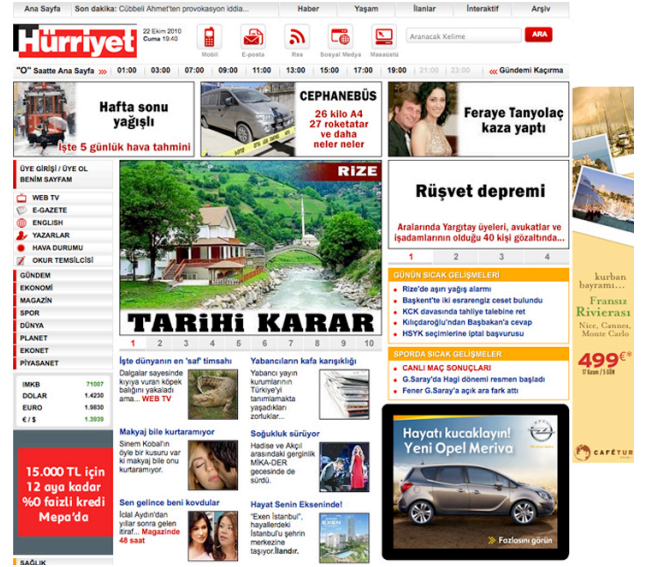 Ana Sayfa
Son dakika: Cübbeli Ahmet'ten provokasyon iddia...
Haber
Yaşam
İlanlar
İnteraktif
Arşiv
Hürriyet
22 Ekim 2010
Cuma 19:40
Mobil
E-posta
Rss
Sosyal Medya
Masaüstü
Aranacak Kelime
ARA
"O" Saatte Ana Sayfa »» 01:00 03:00 07:00 09:00 11:00 13:00 15:00 17:00 19:00 21:00 23:00 «« Gündemi Kaçırma
Hafta sonu
yağışlı
İşte 5 günlük hava tahmini
CEPHANEBÜS
26 kilo A4
27 roketatar
ve daha
neler neler
Feraye Tanyolaç
kaza yaptı
ÜYE GİRİŞİ / ÜYE OL
BENİM SAYFAM
WEB TV
E-GAZETE
ENGLISH
YAZARLAR
HAVA DURUMU
OKUR TEMSİLCİSİ
GÜNDEM
EKONOMİ
MAGAZİN
SPOR
DÜNYA
PLANET
EKONET
PİYASANET
IMKB 71007
DOLAR 1.4230
EURO 1.9830
€ / $ 1.3939
15.000 TL için
12 aya kadar
%0 faizli kredi
Mepa'da
SAĞLIK
RİZE
TARİHİ KARAR
1 2 3 4 5 6 7 8 9 10
İşte dünyanın en 'saf' timsahı
Dalgalar sayesinde
kıyıya vuran köpek
balığını yakaladı
ama... WEB TV
Yabancıların kafa karışıklığı
Yabancı yayın
kurumlarının
Türkiye'yi
tanımlamakta
yaşadıkları
zorluklar...
Makyaj bile kurtaramıyor
Sinem Kobal'ın
öyle bir kusuru var
ki makyaj bile onu
kurtaramıyor.
Soğukluk sürüyor
Hadise ve Akçıl
arasındaki gerginlik
MİKA-DER
gecesinde de
sürdü.
Sen gelince beni kovdular
İclal Aydın'dan
yıllar sonra gelen
itiraf... Magazinde
48 saat
Hayat Senin Ekseninde!
"Exen İstanbul",
hayallerdeki
İstanbul'u şehrin
merkezine
taşıyor.İlandır.
EXEN
Rüşvet depremi
Aralarında Yargıtay üyeleri, avukatlar ve
işadamlarının olduğu 40 kişi gözaltında...
1 2 3 4
GÜNÜN SICAK GELİŞMELERİ
Rize'de aşırı yağış alarmı
Başkent'te iki esrarengiz ceset bulundu
KCK davasında tahliye talebine ret
Kılıçdaroğlu'ndan Başbakan'a cevap
HSYK seçimlerine iptal başvurusu
SPORDA SICAK GELİŞMELER
CANLI MAÇ SONUÇLARI
G.Saray'da Hagi dönemi resmen başladı
Fener G.Saray'a açık ara fark attı
Hayatı kucaklayın!
Yeni Opel Meriva
» Fazlasını görün
kurban
bayramı...
Fransız
Rivierası
Nice, Cannes,
Monte Carlo
499€*
CAFÉTUR